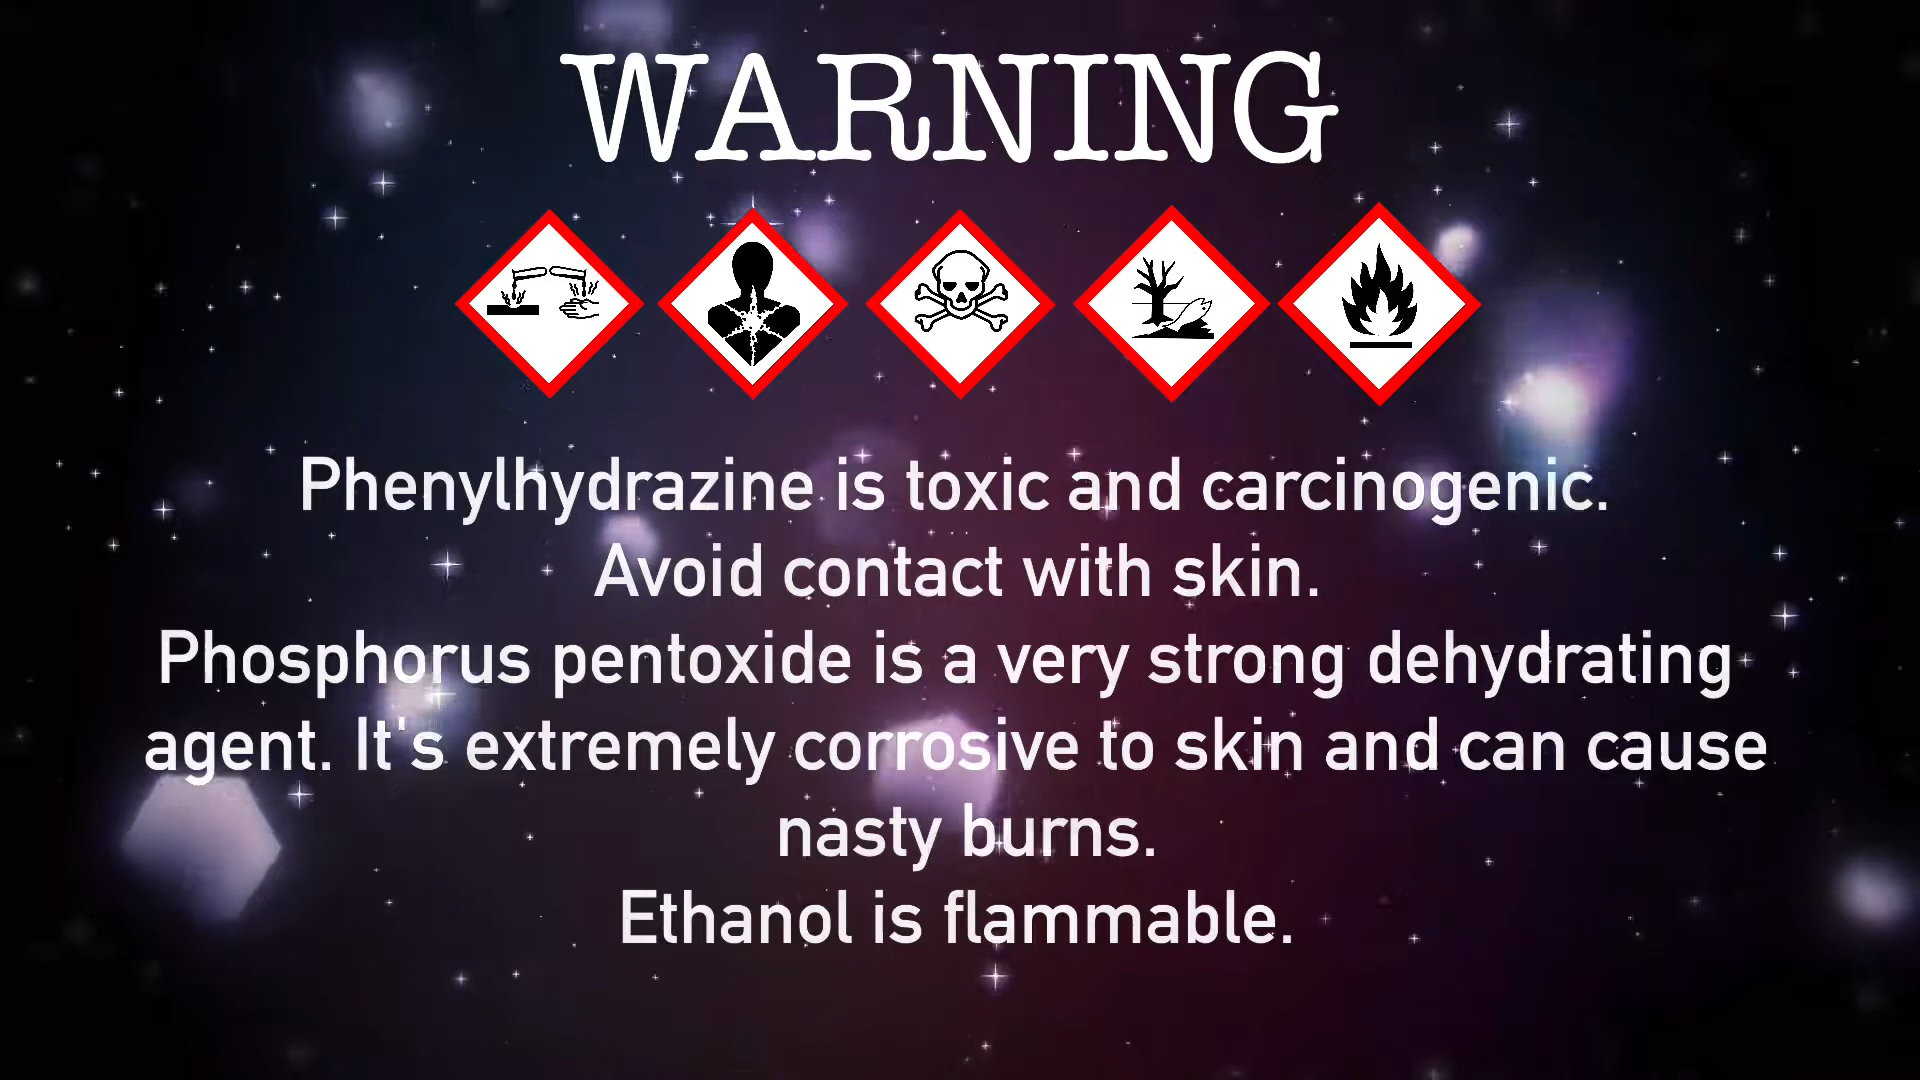 WARNING
Phenylhydrazine is toxic and carcinogenic.
Avoid contact with skin.
Phosphorus pentoxide is a very strong dehydrating
agent. It's extremely corrosive to skin and can cause
nasty burns.
Ethanol is flammable.